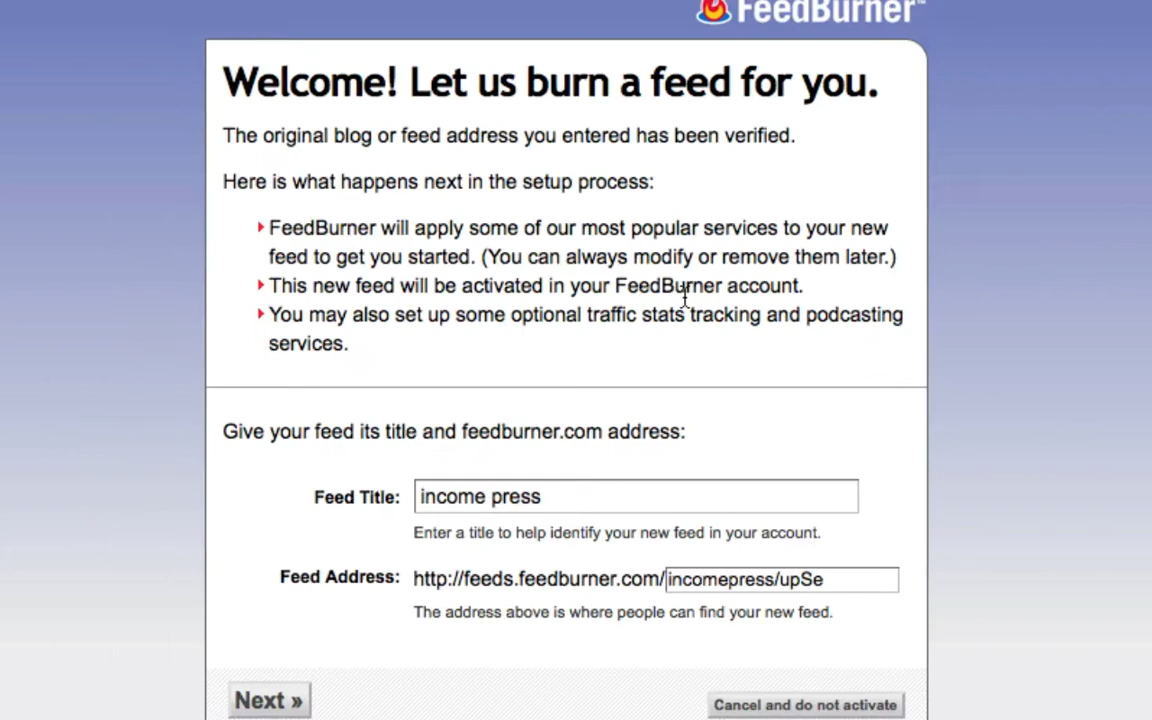 FeedBurner™
Welcome! Let us burn a feed for you.
The original blog or feed address you entered has been verified.
Here is what happens next in the setup process:
FeedBurner will apply some of our most popular services to your new
feed to get you started. (You can always modify or remove them later.)
This new feed will be activated in your FeedBurner account.
You may also set up some optional traffic stats tracking and podcasting
services.
Give your feed its title and feedburner.com address:
Feed Title: income press
Enter a title to help identify your new feed in your account.
Feed Address: http://feeds.feedburner.com/incomepress/upSe
The address above is where people can find your new feed.
Next » Cancel and do not activate